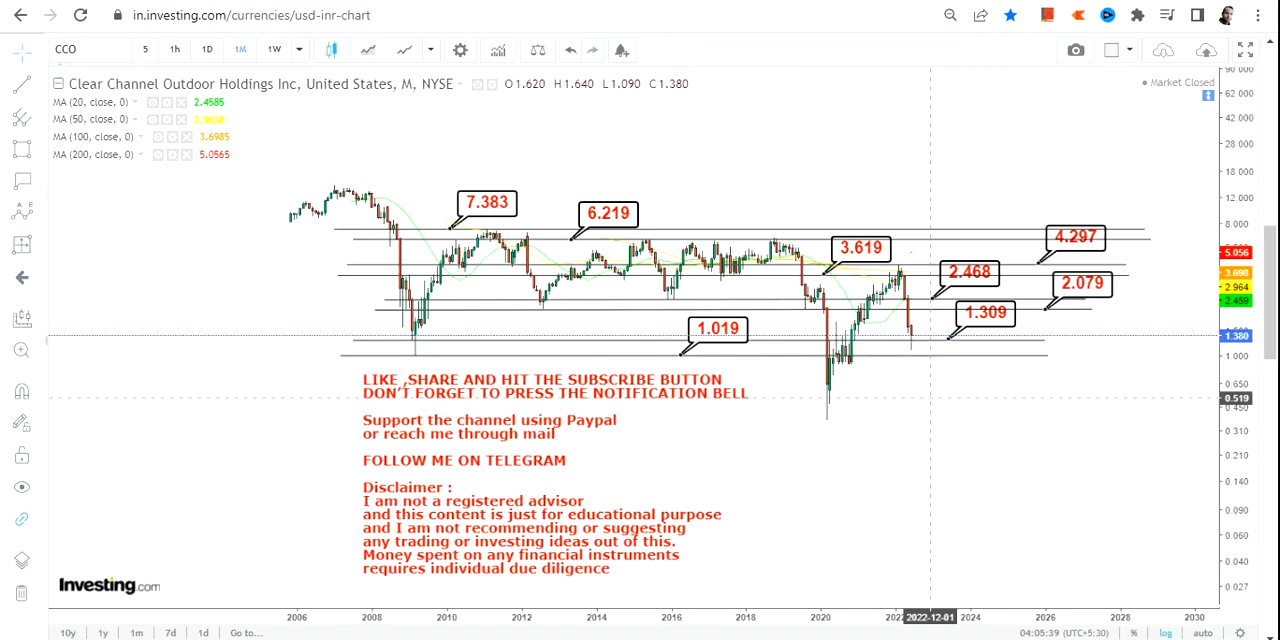 in.investing.com/currencies/usd-inr-chart
CCO 5 1h 1D 1M 1W
Clear Channel Outdoor Holdings Inc, United States, M, NYSE O1.620 H1.640 L1.090 C1.380
Market Closed
MA (20, close, 0) 2.4585
MA (50, close, 0)
MA (100, close, 0) 3.6985
MA (200, close, 0) 5.0565
90.000
62.000
42.000
28.000
18.000
12.000
8.000
5.056
3.698
2.964
2.459
1.380
1.000
0.650
0.519
0.450
0.310
0.210
0.140
0.090
0.060
0.040
0.027
7.383
6.219
3.619
4.297
2.468
2.079
1.309
1.019
LIKE ,SHARE AND HIT THE SUBSCRIBE BUTTON
DON'T FORGET TO PRESS THE NOTIFICATION BELL
Support the channel using Paypal
or reach me through mail
FOLLOW ME ON TELEGRAM
Disclaimer :
I am not a registered advisor
and this content is just for educational purpose
and I am not recommending or suggesting
any trading or investing ideas out of this.
Money spent on any financial instruments
requires individual due diligence
Investing.com
2006 2008 2010 2012 2014 2016 2018 2020 2022 2022-12-01 2024 2026 2028 2030
10y 1y 1m 7d 1d Go to... 04:05:39 (UTC+5:30) % log auto